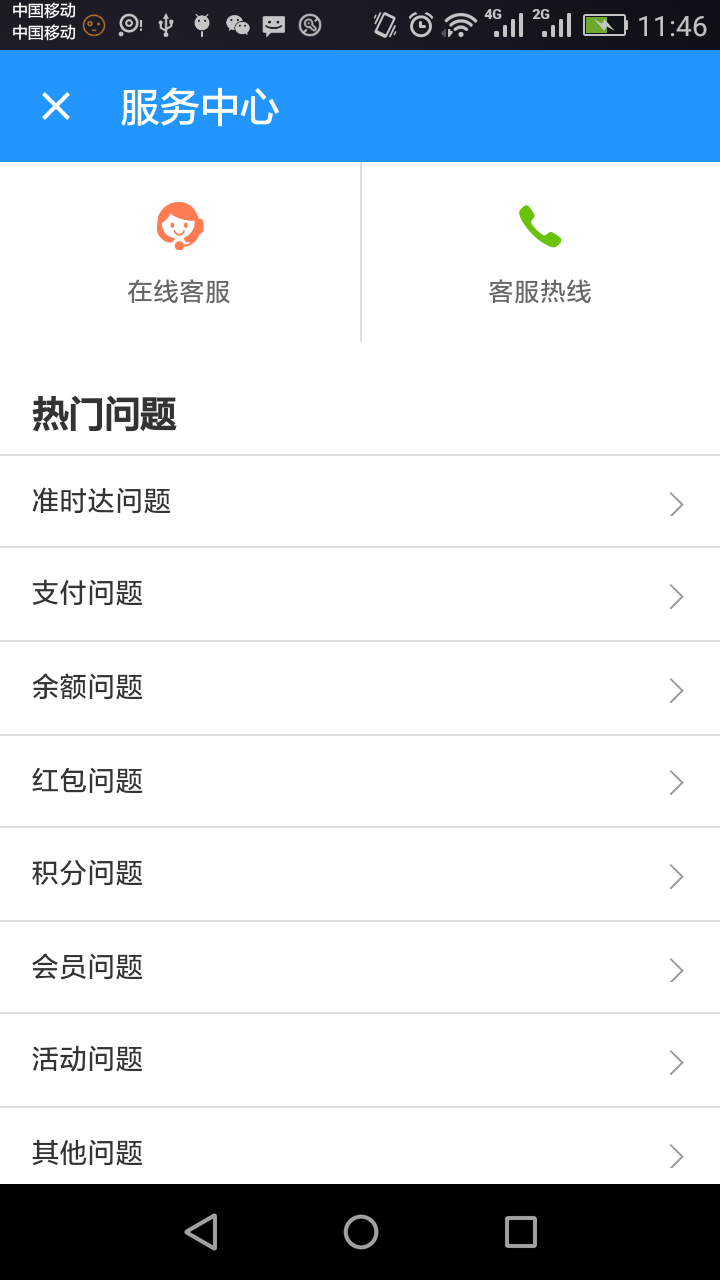 中国移动
中国移动
4G
2G
11:46
服务中心
在线客服
客服热线
热门问题
准时达问题
支付问题
余额问题
红包问题
积分问题
会员问题
活动问题
其他问题